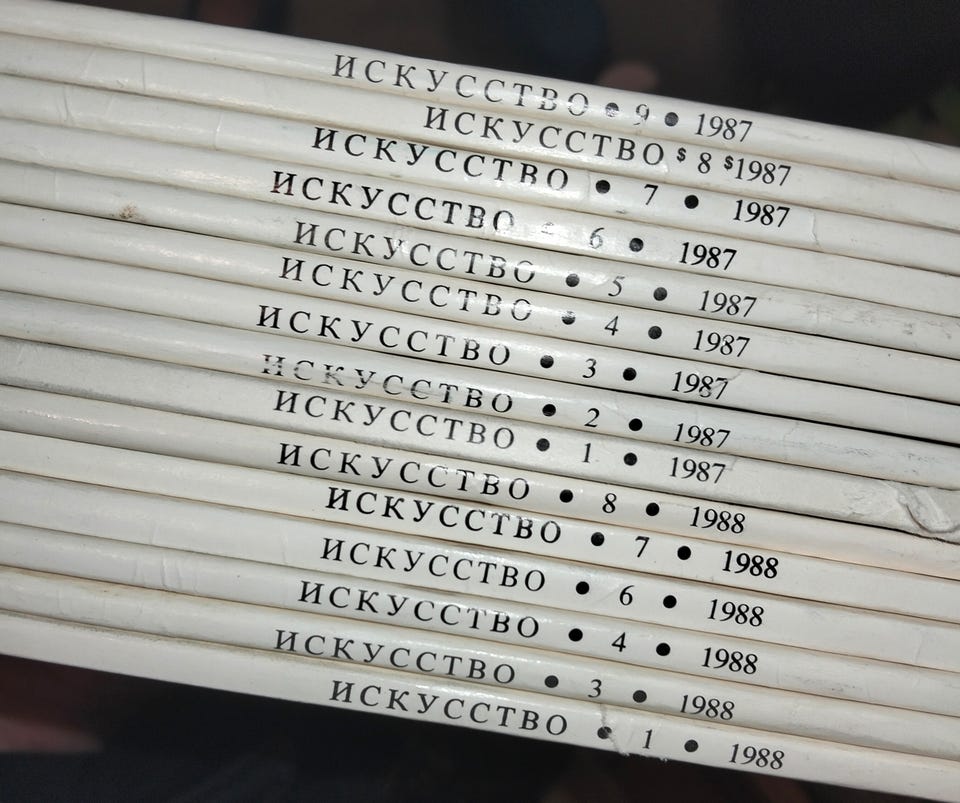 ИСКУССТВО • 9 • 1987
ИСКУССТВО $ 8 $1987
ИСКУССТВО • 7 • 1987
ИСКУССТВО • 6 • 1987
ИСКУССТВО • 5 • 1987
ИСКУССТВО • 4 • 1987
ИСКУССТВО • 3 • 1987
ИСКУССТВО • 2 • 1987
ИСКУССТВО • 1 • 1987
ИСКУССТВО • 8 • 1988
ИСКУССТВО • 7 • 1988
ИСКУССТВО • 6 • 1988
ИСКУССТВО • 4 • 1988
ИСКУССТВО • 3 • 1988
ИСКУССТВО • 1 • 1988